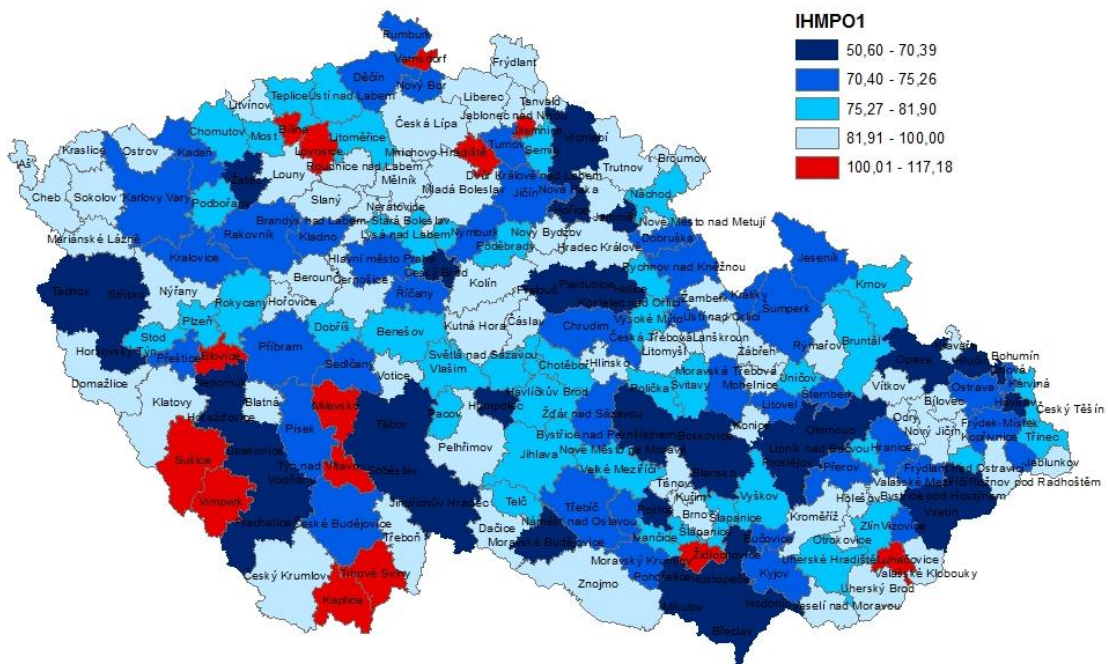 IHMPO1
50,60 - 70,39
70,40 - 75,26
75,27 - 81,90
81,91 - 100,00
100,01 - 117,18
Rumburk
Varnsdorf
Frýdlant
Děčín
Nový Bor
Liberec
Tanvald
Ústí nad Labem
Teplice
Litvínov
Jablonec nad Nisou
Česká Lípa
Jilemnice
Vrchlabí
Chomutov
Most
Bílina
Litoměřice
Lovosice
Turnov
Semily
Trutnov
Broumov
Kraslice
Ostrov
Kadaň
Roudnice nad Labem
Mnichovo Hradiště
Dvůr Králové nad Labem
Aš
Žatec
Louny
Mělník
Jičín
Nová Paka
Cheb
Sokolov
Karlovy Vary
Podbořany
Slaný
Mladá Boleslav
Hořice
Jaroměř
Náchod
Neratovice
Nové Město nad Metují
Brandýs nad Labem-Stará Boleslav
Mariánské Lázně
Rakovník
Kladno
Lysá nad Labem
Nymburk
Poděbrady
Nový Bydžov
Hradec Králové
Dobruška
Kralovice
Hlavní město Praha
Český Brod
Rychnov nad Kněžnou
Jeseník
Tachov
Stříbro
Nýřany
Beroun
Černošice
Kolín
Přelouč
Pardubice
Holice
Kostelec nad Orlicí
Žamberk
Králíky
Šumperk
Krnov
Rokycany
Hořovice
Říčany
Plzeň
Kutná Hora
Čáslav
Chrudim
Vysoké Mýto
Ústí nad Orlicí
Stod
Dobříš
Benešov
Česká Třebova
Lanškroun
Rýmařov
Bruntál
Horšovský Týn
Přeštice
Blovice
Příbram
Sedlčany
Vlašim
Světlá nad Sázavou
Chotěboř
Hlinsko
Litomyšl
Zábřeh
Opava
Kravaře
Hlučín
Bohumín
Orlová
Karviná
Domažlice
Klatovy
Nepomuk
Blatná
Votice
Havlíčkův Brod
Polička
Svitavy
Moravská Třebová
Mohelnice
Uničov
Šternberk
Vítkov
Bílovec
Ostrava
Havířov
Český Těšín
Horažďovice
Milevsko
Tábor
Pacov
Humpolec
Žďár nad Sázavou
Litovel
Odry
Nový Jičín
Frýdek-Místek
Kopřivnice
Třinec
Jablunkov
Sušice
Strakonice
Písek
Pelhřimov
Jihlava
Bystřice nad Pernštejnem
Nové Město na Moravě
Boskovice
Konice
Olomouc
Lipník nad Bečvou
Hranice
Frýdlant nad Ostravicí
Vimperk
Vodňany
Týn nad Vltavou
Soběslav
Velké Meziříčí
Blansko
Prostějov
Přerov
Valašské Meziříčí
Rožnov pod Radhoštěm
Bystřice pod Hostýnem
Prachatice
České Budějovice
Jindřichův Hradec
Telč
Třebíč
Tišnov
Kuřim
Vyškov
Holešov
Vsetín
Třeboň
Dačice
Náměšť nad Oslavou
Rosice
Brno
Šlapanice
Kroměříž
Zlín
Vizovice
Moravské Budějovice
Ivančice
Šlapanice
Bučovice
Otrokovice
Český Krumlov
Trhové Sviny
Moravský Krumlov
Židlochovice
Uherské Hradiště
Luhačovice
Valašské Klobouky
Kaplice
Znojmo
Pohořelice
Hustopeče
Kyjov
Uherský Brod
Mikulov
Hodonín
Veselí nad Moravou
Břeclav